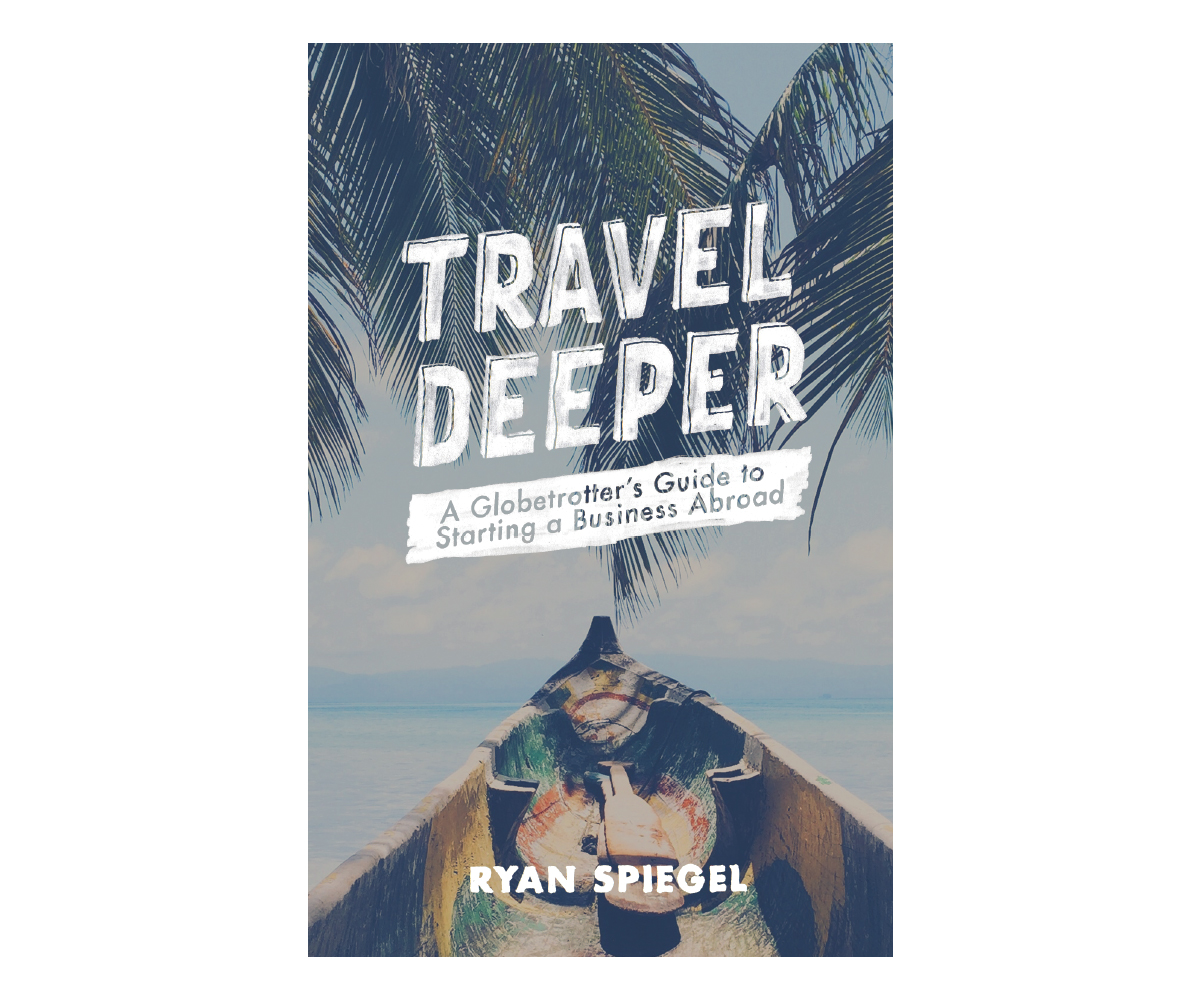 TRAVEL
DEEPER
A Globetrotter's Guide to
Starting a Business Abroad
RYAN SPIEGEL